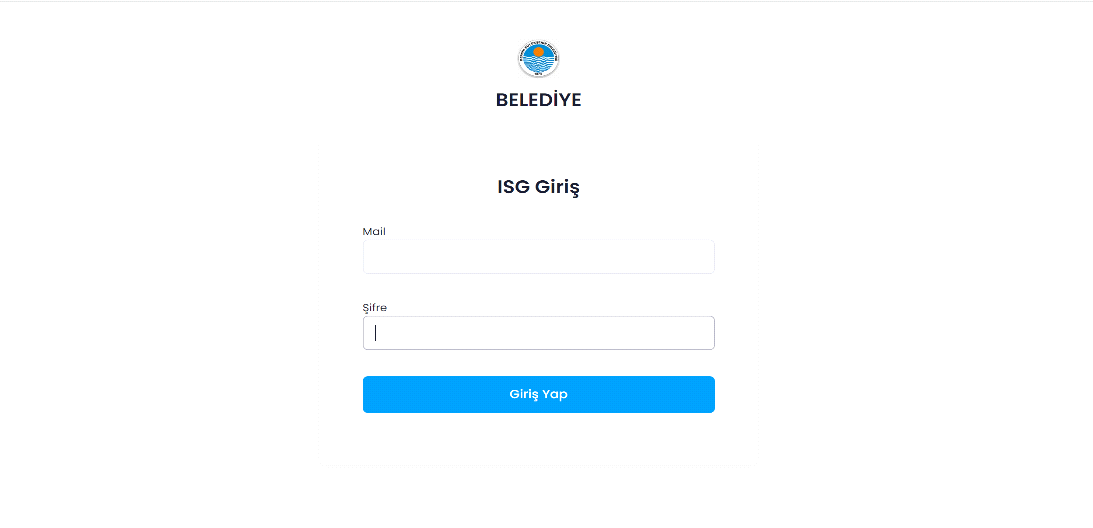 BELEDİYE
ISG Giriş
Mail
Şifre
Giriş Yap